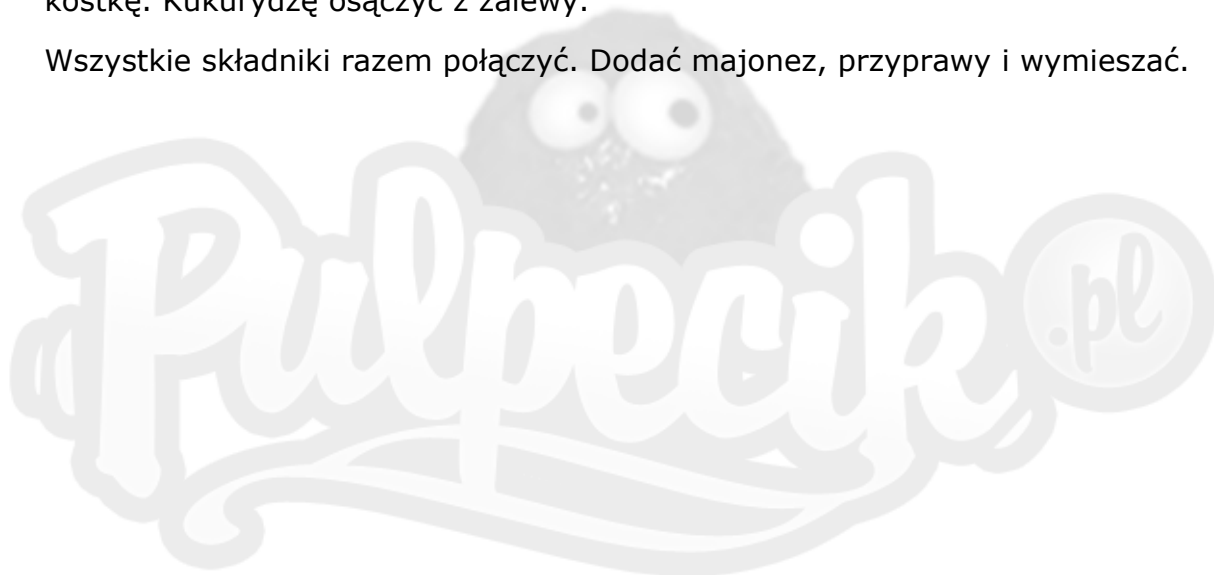 kostkę. Kukurydzę osączyć z zalewy.
Wszystkie składniki razem połączyć. Dodać majonez, przyprawy i wymieszać.
Pulpecik.pl